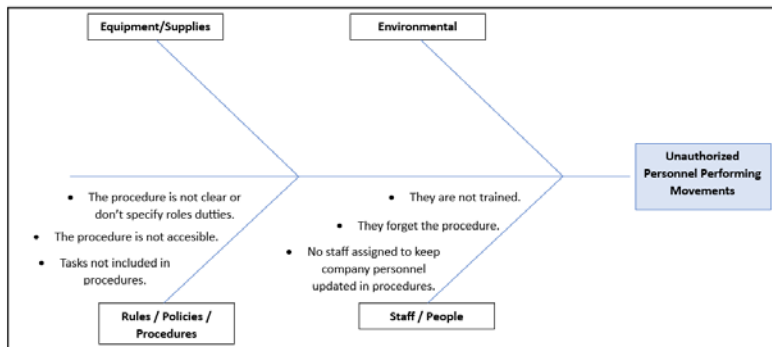 Equipment/Supplies
Environmental
Unauthorized
Personnel Performing
Movements
• The procedure is not clear or
don't specify roles dutties.
• The procedure is not accesible.
• Tasks not included in
procedures.
• They are not trained.
• They forget the procedure.
• No staff assigned to keep
company personnel
updated in procedures.
Rules / Policies /
Procedures
Staff / People